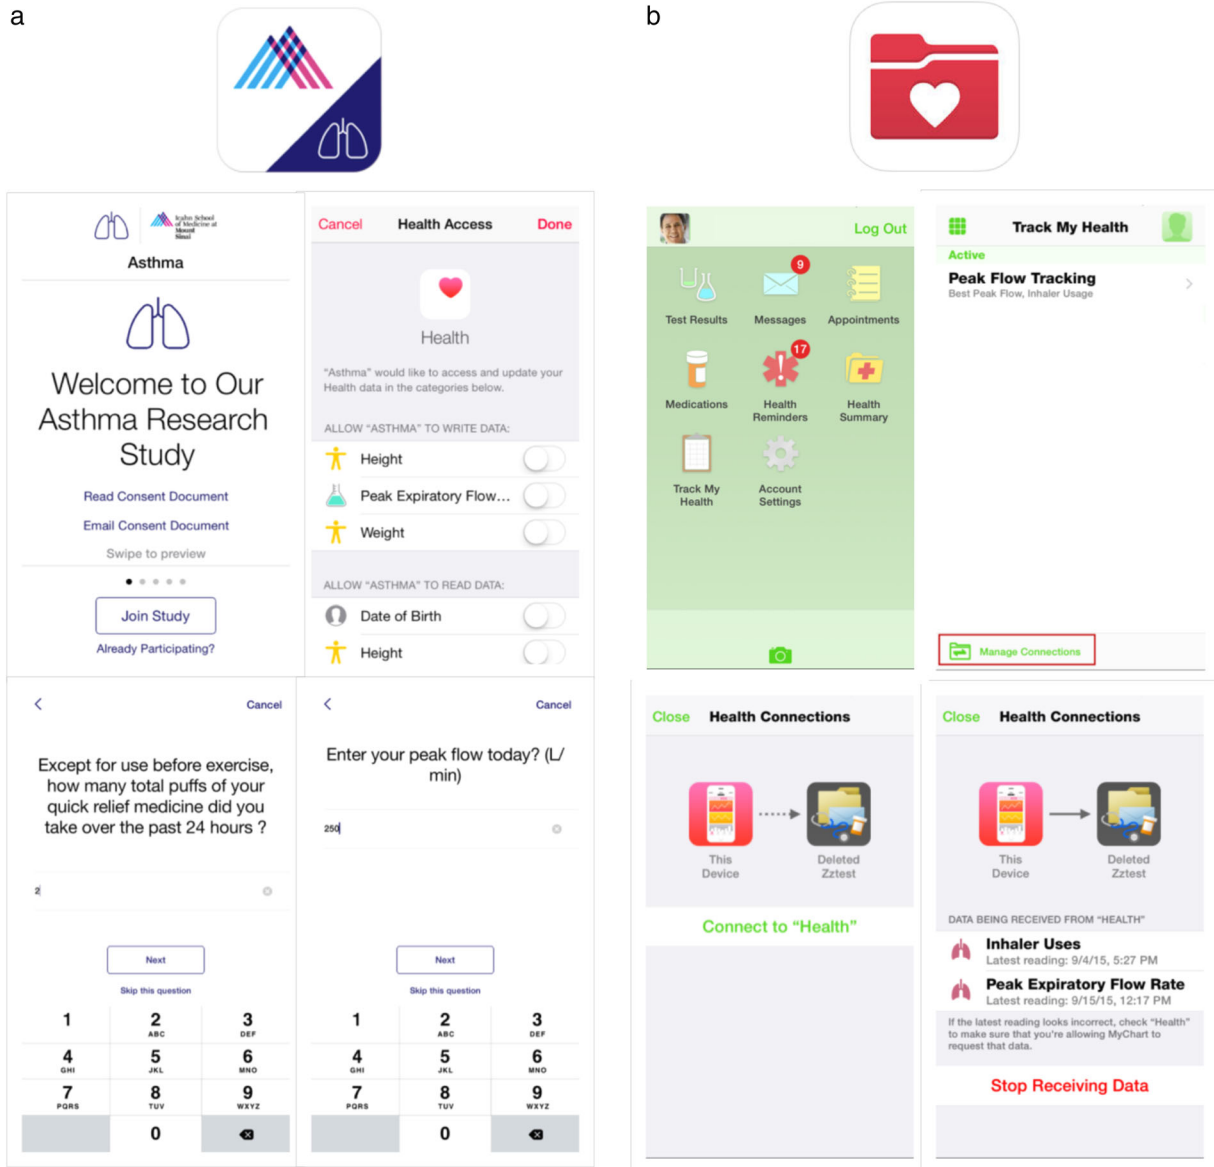 a
b
Icahn School
of Medicine at
Mount
Sinai
Asthma
Welcome to Our
Asthma Research
Study
Read Consent Document
Email Consent Document
Swipe to preview
Join Study
Already Participating?
Cancel Health Access Done
Health
"Asthma" would like to access and update your
Health data in the categories below.
ALLOW "ASTHMA" TO WRITE DATA:
Height
Peak Expiratory Flow...
Weight
ALLOW "ASTHMA" TO READ DATA:
Date of Birth
Height
Log Out
9
Test Results Messages Appointments
17
Medications Health Health
Reminders Summary
Track My Account
Health Settings
Track My Health
Active
Peak Flow Tracking
Best Peak Flow, Inhaler Usage
Manage Connections
Cancel
Except for use before exercise,
how many total puffs of your
quick relief medicine did you
take over the past 24 hours ?
2
Next
Skip this question
1 2 3
ABC DEF
4 5 6
GHI JKL MNO
7 8 9
PQRS TUV WXYZ
0
Cancel
Enter your peak flow today? (L/
min)
250
Next
Skip this question
1 2 3
ABC DEF
4 5 6
GHI JKL MNO
7 8 9
PQRS TUV WXYZ
0
Close Health Connections
This Deleted
Device Zztest
Connect to "Health"
Close Health Connections
This Deleted
Device Zztest
DATA BEING RECEIVED FROM "HEALTH"
Inhaler Uses
Latest reading: 9/4/15, 5:27 PM
Peak Expiratory Flow Rate
Latest reading: 9/15/15, 12:17 PM
If the latest reading looks incorrect, check "Health"
to make sure that you're allowing MyChart to
request that data.
Stop Receiving Data